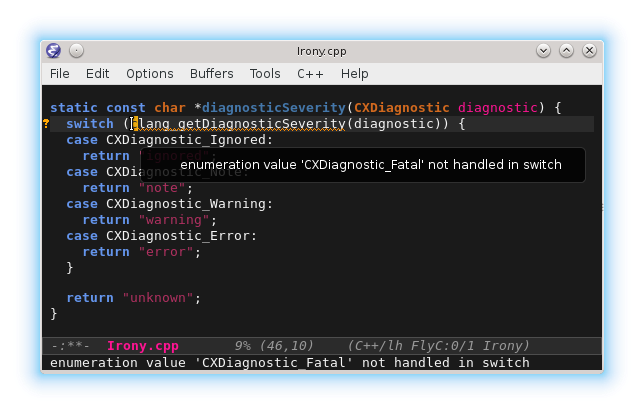 Irony.cpp
File Edit Options Buffers Tools C++ Help
static const char *diagnosticSeverity(CXDiagnostic diagnostic) {
? switch (clang_getDiagnosticSeverity(diagnostic)) {
case CXDiagnostic_Ignored:
return "ignored";
enumeration value 'CXDiagnostic_Fatal' not handled in switch
case CXDiagnostic_Note:
return "note";
case CXDiagnostic_Warning:
return "warning";
case CXDiagnostic_Error:
return "error";
}
return "unknown";
}
-:**- Irony.cpp 9% (46,10) (C++/lh FlyC:0/1 Irony)
enumeration value 'CXDiagnostic_Fatal' not handled in switch